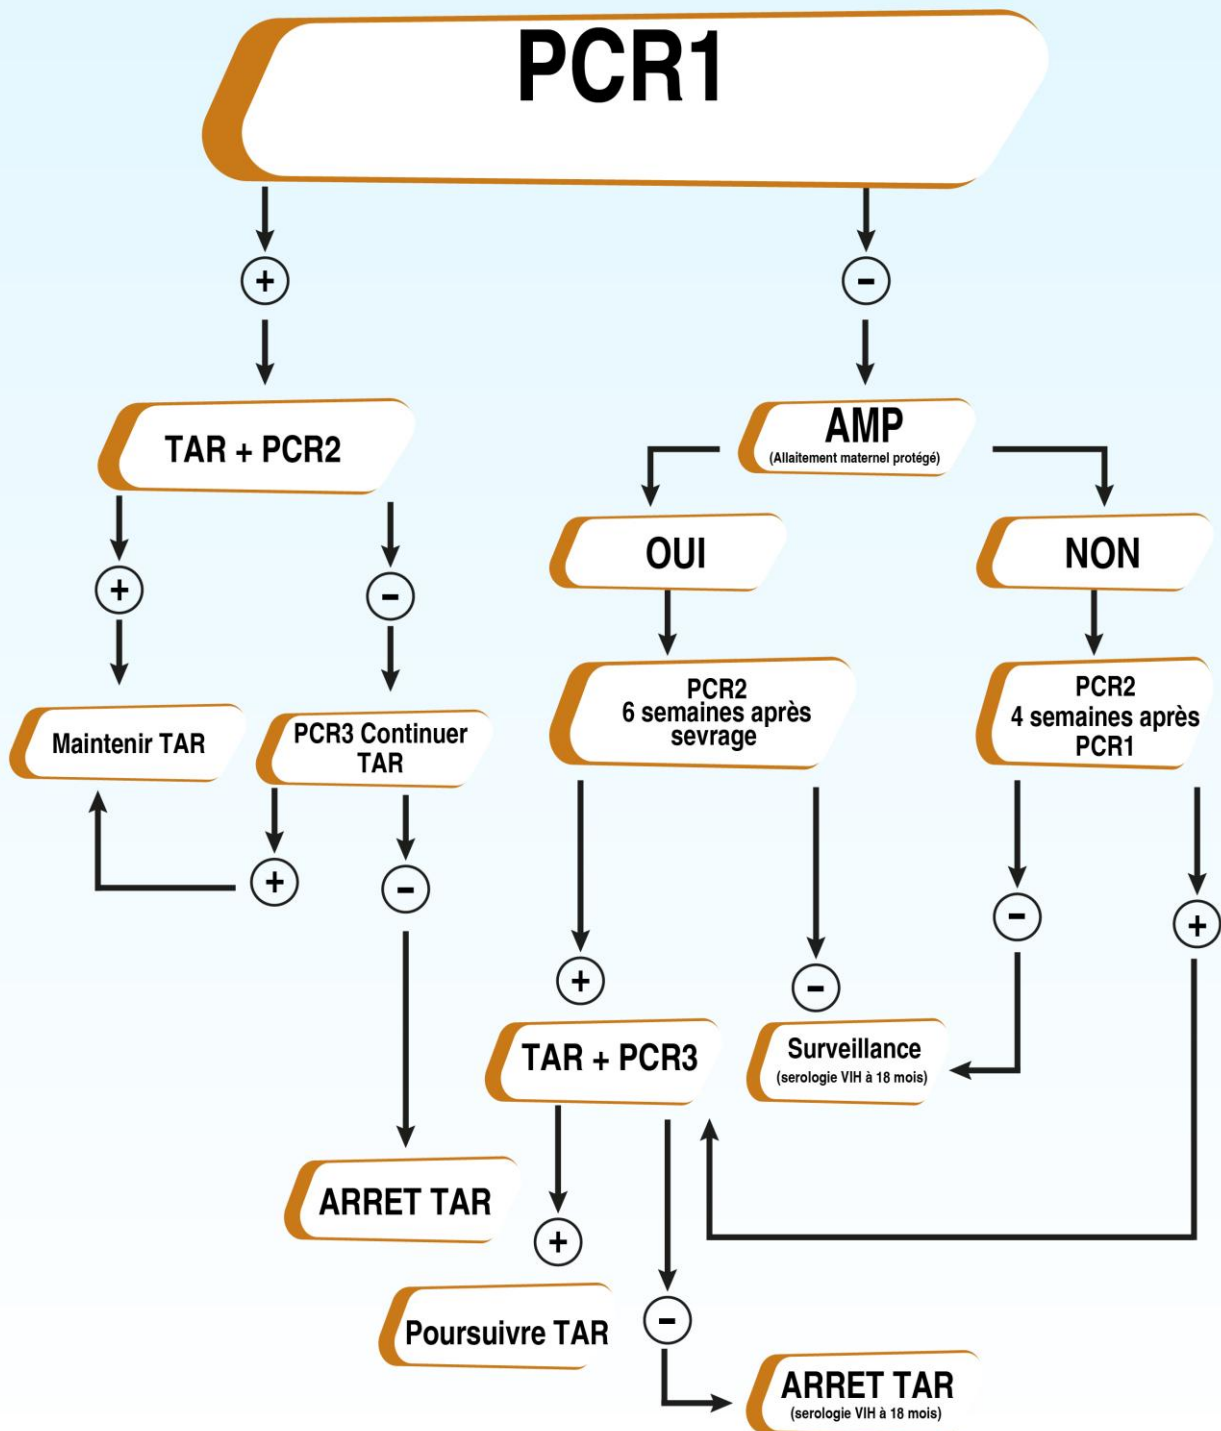 PCR1
+
-
TAR + PCR2
AMP
(Allaitement maternel protégé)
OUI
NON
+
-
PCR2
6 semaines après
sevrage
PCR2
4 semaines après
PCR1
Maintenir TAR
PCR3 Continuer
TAR
+
-
-
+
+
-
TAR + PCR3
Surveillance
(serologie VIH à 18 mois)
ARRET TAR
+
-
Poursuivre TAR
ARRET TAR
(serologie VIH à 18 mois)